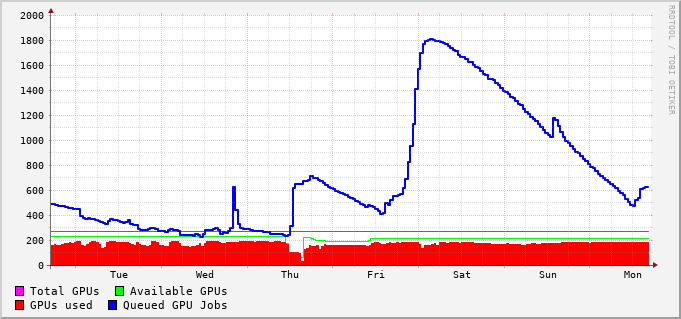 RRDTOOL / TOBI OETIKER
2000
1800
1600
1400
1200
1000
800
600
400
200
0
Tue Wed Thu Fri Sat Sun Mon
Total GPUs Available GPUs
GPUs used Queued GPU Jobs